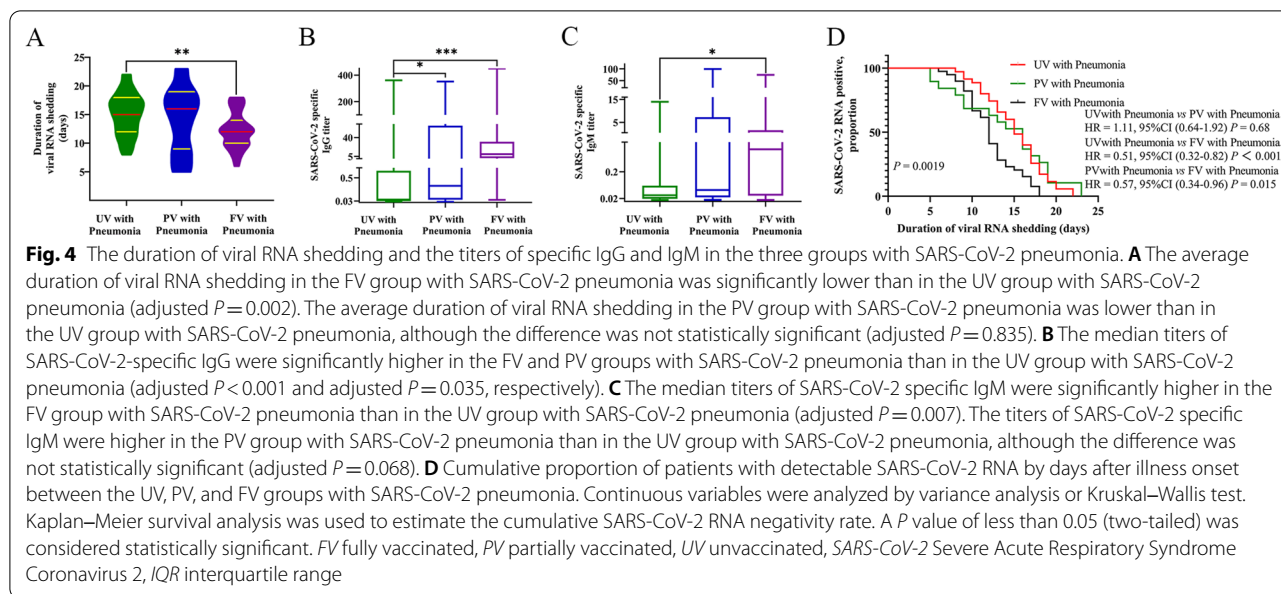 A
Duration of
viral RNA shedding
(days)
25
20
15
10
5
0
**
UV with
Pneumonia
PV with
Pneumonia
FV with
Pneumonia
B
SARS-CoV-2 specific
IgG titer
400
200
40
5
0.5
0.03
***
*
UV with
Pneumonia
PV with
Pneumonia
FV with
Pneumonia
C
SARS-CoV-2 specific
IgM titer
100
50
15
5
0.2
0.02
*
UV with
Pneumonia
PV with
Pneumonia
FV with
Pneumonia
D
SARS-CoV-2 RNA positive,
proportion
100
50
0
P = 0.0019
0 5 10 15 20 25
Duration of viral RNA shedding (days)
UV with Pneumonia
PV with Pneumonia
FV with Pneumonia
UVwith Pneumonia vs PV with Pneumonia
HR = 1.11, 95%CI (0.64-1.92) P = 0.68
UVwith Pneumonia vs FV with Pneumonia
HR = 0.51, 95%CI (0.32-0.82) P < 0.001
PVwith Pneumonia vs FV with Pneumonia
HR = 0.57, 95%CI (0.34-0.96) P = 0.015
Fig. 4 The duration of viral RNA shedding and the titers of specific IgG and IgM in the three groups with SARS-CoV-2 pneumonia. A The average
duration of viral RNA shedding in the FV group with SARS-CoV-2 pneumonia was significantly lower than in the UV group with SARS-CoV-2
pneumonia (adjusted P = 0.002). The average duration of viral RNA shedding in the PV group with SARS-CoV-2 pneumonia was lower than in
the UV group with SARS-CoV-2 pneumonia, although the difference was not statistically significant (adjusted P = 0.835). B The median titers of
SARS-CoV-2-specific IgG were significantly higher in the FV and PV groups with SARS-CoV-2 pneumonia than in the UV group with SARS-CoV-2
pneumonia (adjusted P < 0.001 and adjusted P = 0.035, respectively). C The median titers of SARS-CoV-2 specific IgM were significantly higher in the
FV group with SARS-CoV-2 pneumonia than in the UV group with SARS-CoV-2 pneumonia (adjusted P = 0.007). The titers of SARS-CoV-2 specific
IgM were higher in the PV group with SARS-CoV-2 pneumonia than in the UV group with SARS-CoV-2 pneumonia, although the difference was
not statistically significant (adjusted P = 0.068). D Cumulative proportion of patients with detectable SARS-CoV-2 RNA by days after illness onset
between the UV, PV, and FV groups with SARS-CoV-2 pneumonia. Continuous variables were analyzed by variance analysis or Kruskal–Wallis test.
Kaplan–Meier survival analysis was used to estimate the cumulative SARS-CoV-2 RNA negativity rate. A P value of less than 0.05 (two-tailed) was
considered statistically significant. FV fully vaccinated, PV partially vaccinated, UV unvaccinated, SARS-CoV-2 Severe Acute Respiratory Syndrome
Coronavirus 2, IQR interquartile range